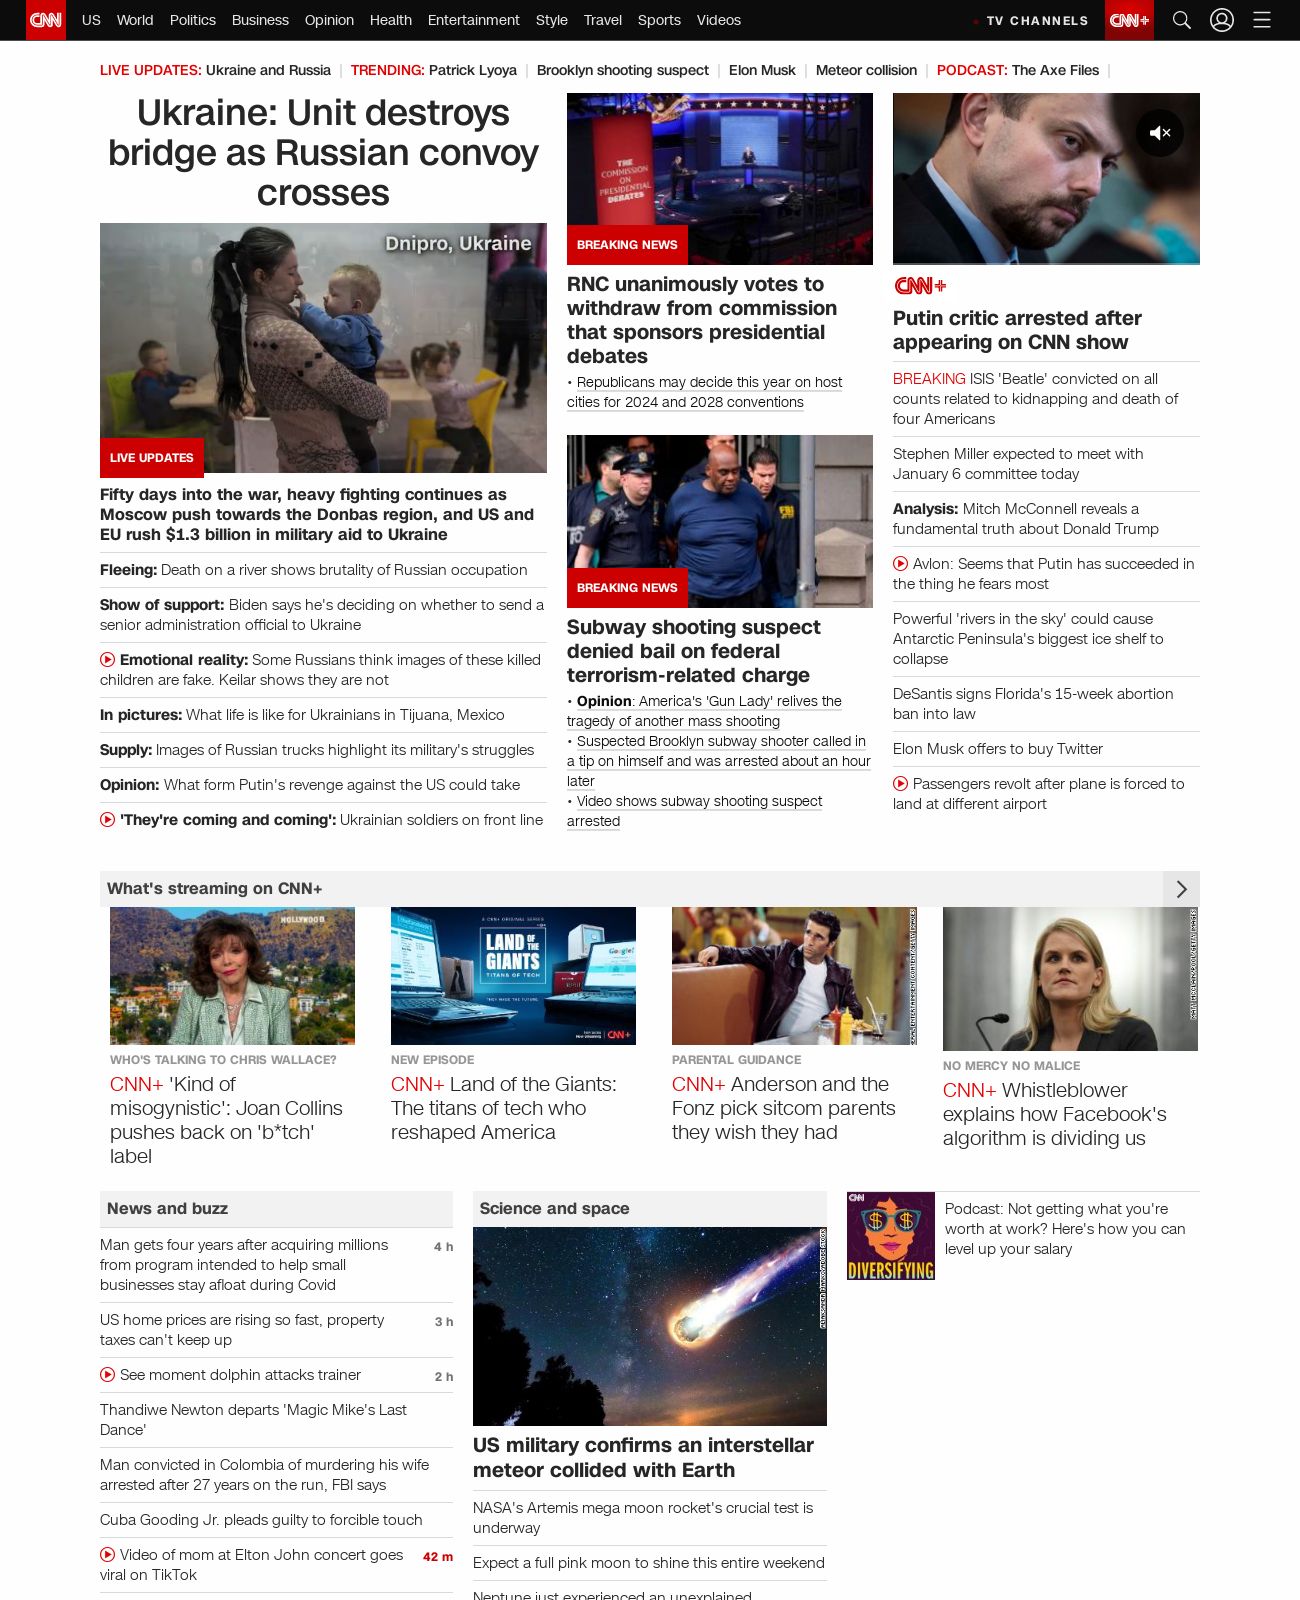 CNN US World Politics Business Opinion Health Entertainment Style Travel Sports Videos TV CHANNELS CNN+
LIVE UPDATES: Ukraine and Russia TRENDING: Patrick Lyoya Brooklyn shooting suspect Elon Musk Meteor collision PODCAST: The Axe Files
Ukraine: Unit destroys
bridge as Russian convoy
crosses
Dnipro, Ukraine
LIVE UPDATES
Fifty days into the war, heavy fighting continues as
Moscow push towards the Donbas region, and US and
EU rush $1.3 billion in military aid to Ukraine
Fleeing: Death on a river shows brutality of Russian occupation
Show of support: Biden says he's deciding on whether to send a
senior administration official to Ukraine
Emotional reality: Some Russians think images of these killed
children are fake. Keilar shows they are not
In pictures: What life is like for Ukrainians in Tijuana, Mexico
Supply: Images of Russian trucks highlight its military's struggles
Opinion: What form Putin's revenge against the US could take
'They're coming and coming': Ukrainian soldiers on front line
THE
COMMISSION
ON
PRESIDENTIAL
DEBATES
BREAKING NEWS
RNC unanimously votes to
withdraw from commission
that sponsors presidential
debates
• Republicans may decide this year on host
cities for 2024 and 2028 conventions
FBI
BREAKING NEWS
Subway shooting suspect
denied bail on federal
terrorism-related charge
• Opinion: America's 'Gun Lady' relives the
tragedy of another mass shooting
• Suspected Brooklyn subway shooter called in
a tip on himself and was arrested about an hour
later
• Video shows subway shooting suspect
arrested
CNN+
Putin critic arrested after
appearing on CNN show
BREAKING ISIS 'Beatle' convicted on all
counts related to kidnapping and death of
four Americans
Stephen Miller expected to meet with
January 6 committee today
Analysis: Mitch McConnell reveals a
fundamental truth about Donald Trump
Avlon: Seems that Putin has succeeded in
the thing he fears most
Powerful 'rivers in the sky' could cause
Antarctic Peninsula's biggest ice shelf to
collapse
DeSantis signs Florida's 15-week abortion
ban into law
Elon Musk offers to buy Twitter
Passengers revolt after plane is forced to
land at different airport
What's streaming on CNN+
HOLLYWOOD
WHO'S TALKING TO CHRIS WALLACE?
CNN+ 'Kind of
misogynistic': Joan Collins
pushes back on 'b*tch'
label
A CNN+ ORIGINAL SERIES
LAND OF THE
GIANTS
TITANS OF TECH
THEY MADE THE FUTURE.
Google
CNN+
NEW EPISODE
CNN+ Land of the Giants:
The titans of tech who
reshaped America
PARENTAL GUIDANCE
CNN+ Anderson and the
Fonz pick sitcom parents
they wish they had
NO MERCY NO MALICE
CNN+ Whistleblower
explains how Facebook's
algorithm is dividing us
News and buzz
Man gets four years after acquiring millions 4 h
from program intended to help small
businesses stay afloat during Covid
US home prices are rising so fast, property 3 h
taxes can't keep up
See moment dolphin attacks trainer 2 h
Thandiwe Newton departs 'Magic Mike's Last
Dance'
Man convicted in Colombia of murdering his wife
arrested after 27 years on the run, FBI says
Cuba Gooding Jr. pleads guilty to forcible touch
Video of mom at Elton John concert goes 42 m
viral on TikTok
Science and space
US military confirms an interstellar
meteor collided with Earth
NASA's Artemis mega moon rocket's crucial test is
underway
Expect a full pink moon to shine this entire weekend
Neptune just experienced an unexplained
CNN
DIVERSIFYING
Podcast: Not getting what you're
worth at work? Here's how you can
level up your salary